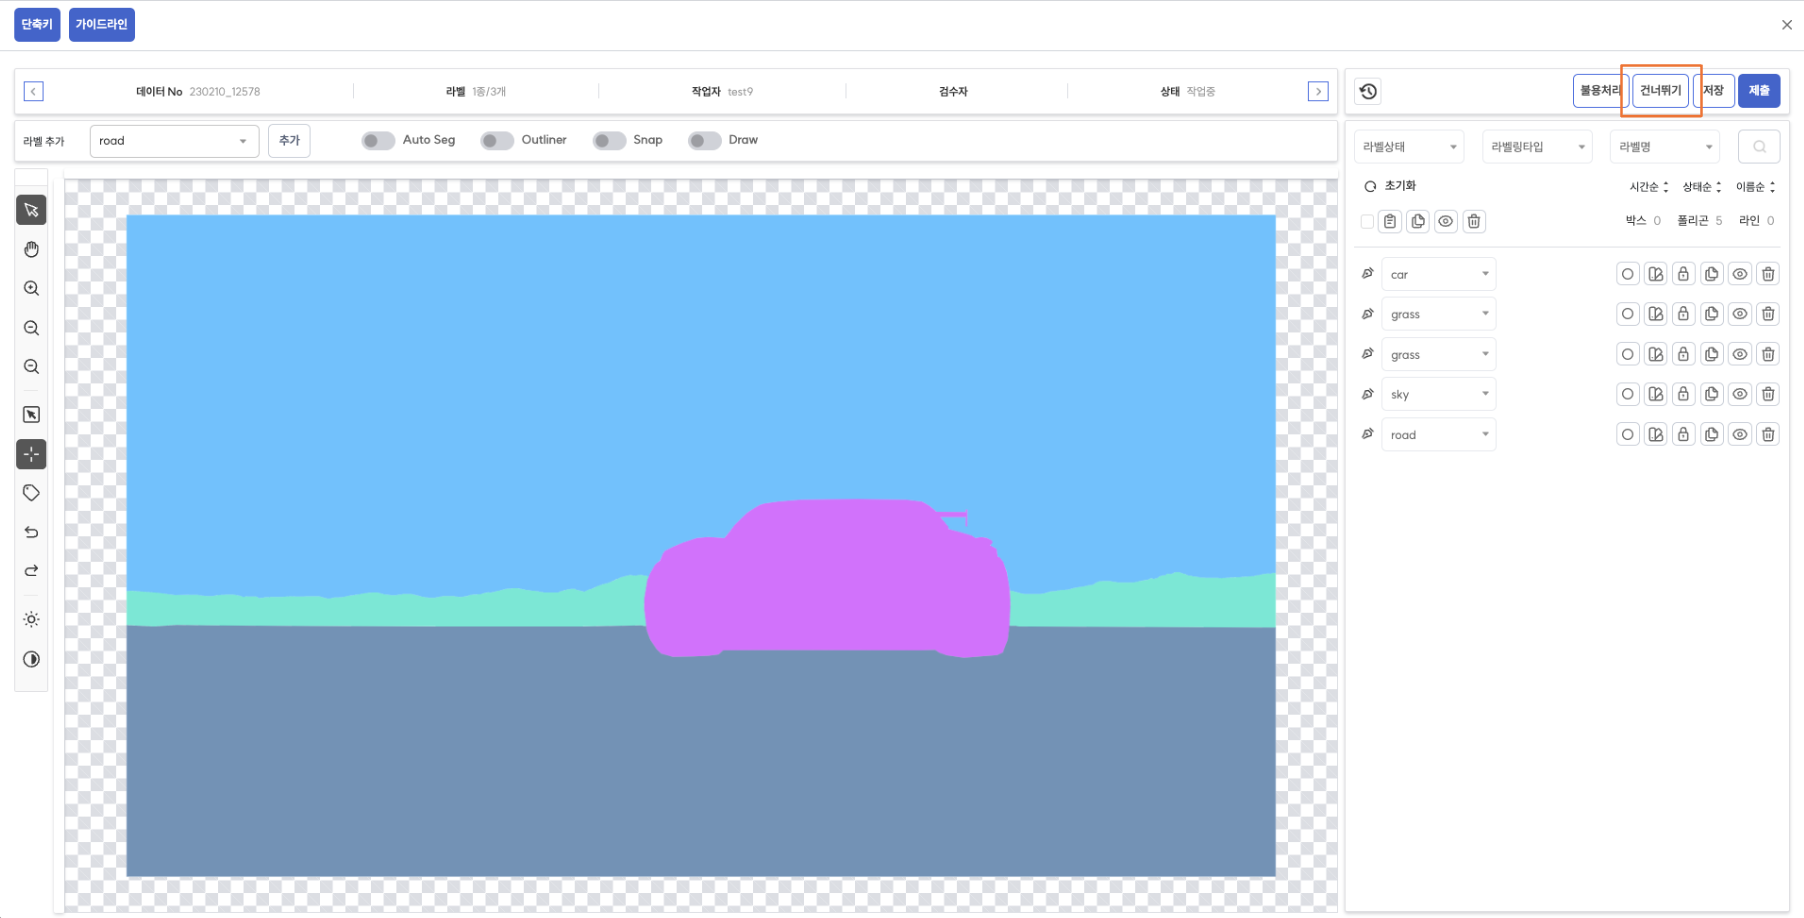 단축키 가이드라인
데이터 No 230210_12578 라벨 1종/3개 작업자 test9 검수자 상태 작업중
불용처리 건너뛰기 저장 제출
라벨 추가 road 추가 Auto Seg Outliner Snap Draw
라벨상태 라벨링타입 라벨명
초기화 시간순 상태순 이름순
박스 0 폴리곤 5 라인 0
car
grass
grass
sky
road